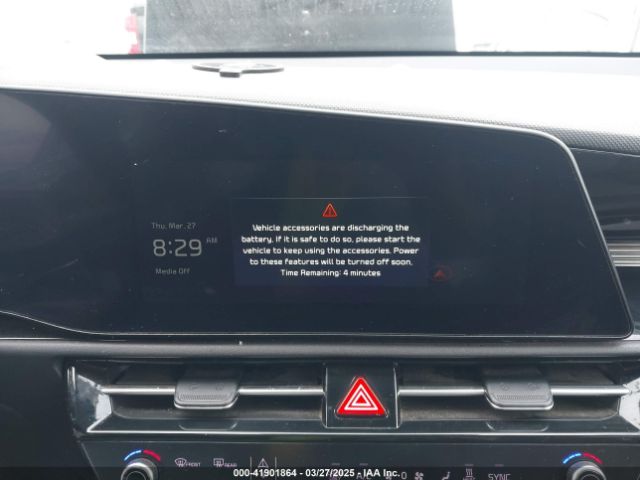 Thu, Mar. 27
8:29 AM
Media Off
Vehicle accessories are discharging the
battery. If it is safe to do so, please start the
vehicle to keep using the accessories. Power
to these features will be turned off soon.
Time Remaining: 4 minutes
FRONT
REAR
A/C
0
SYNC
00-41901864 - 03/27/2025 - IAA Inc.